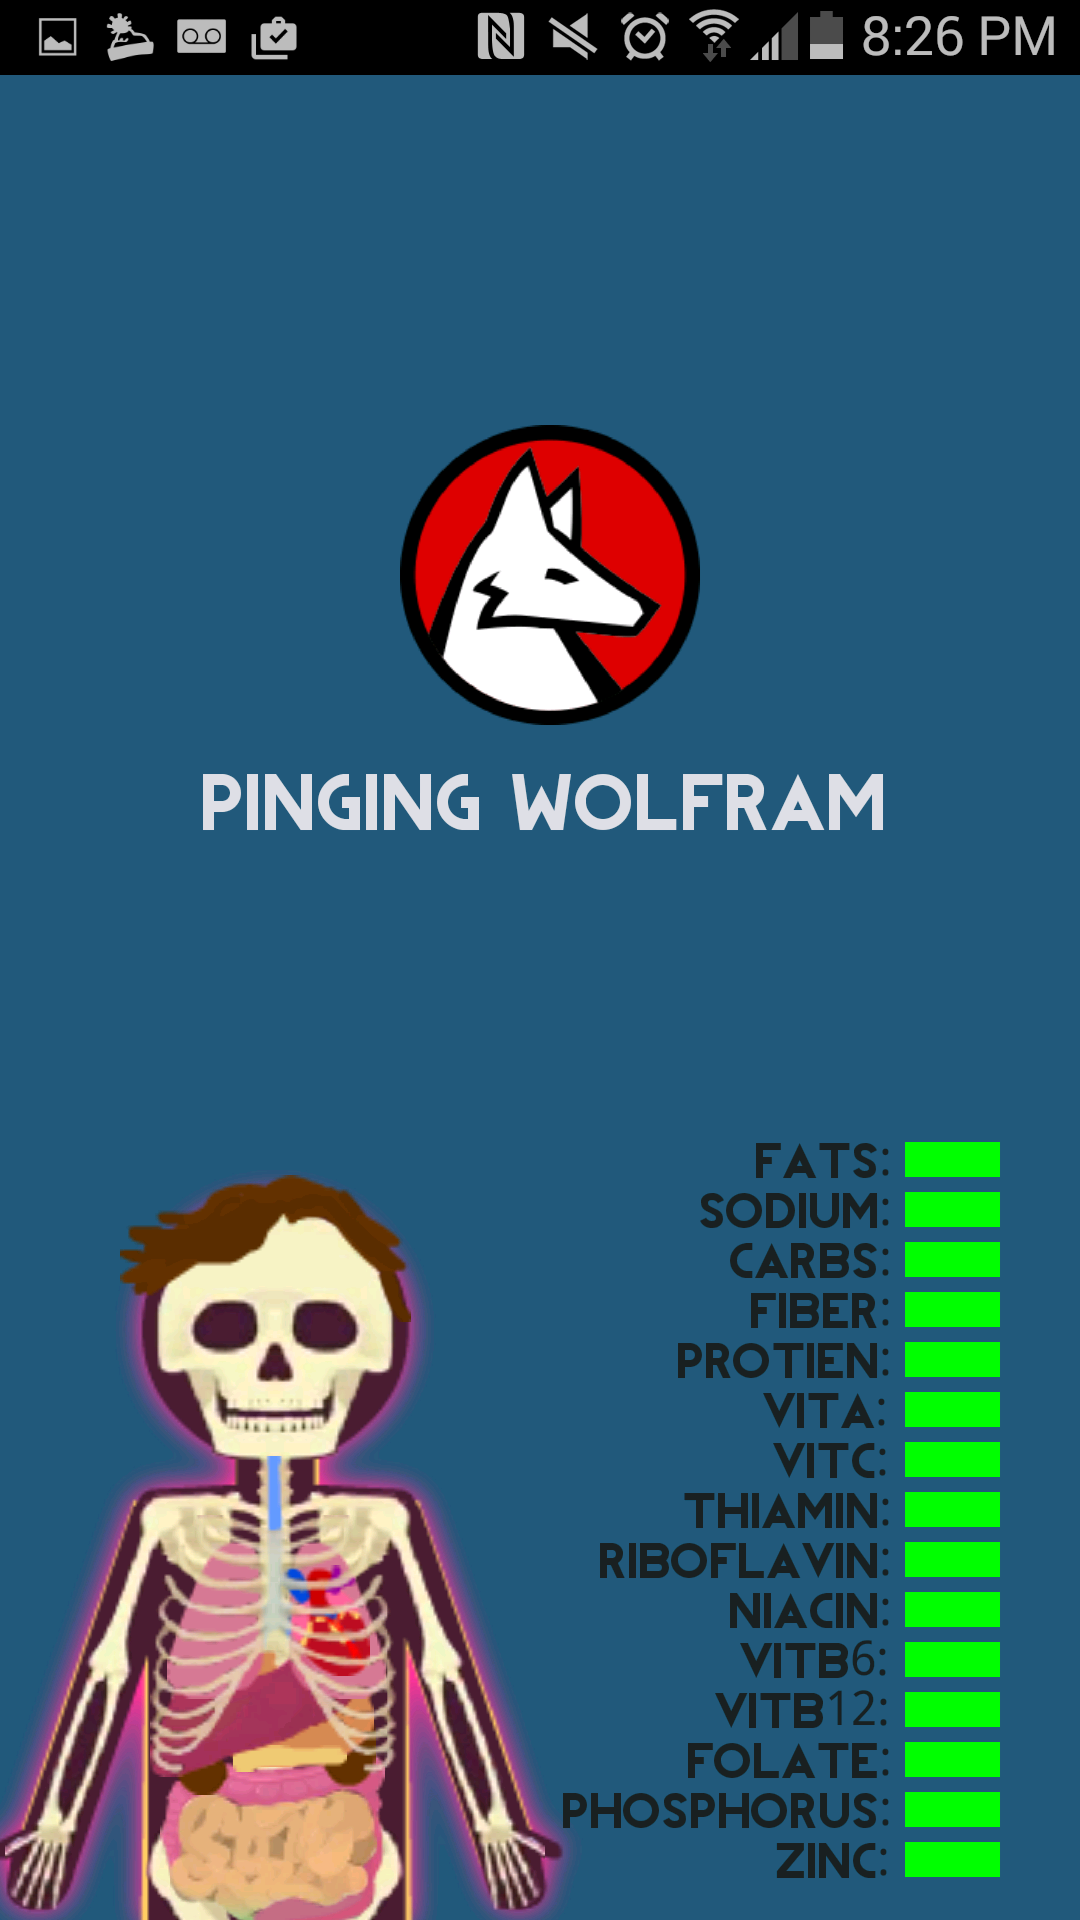 8:26 PM
PINGING WOLFRAM
FATS:
SODIUM:
CARBS:
FIBER:
PROTIEN:
VITA:
VITC:
THIAMIN:
RIBOFLAVIN:
NIACIN:
VITB6:
VITB12:
FOLATE:
PHOSPHORUS:
ZINC: